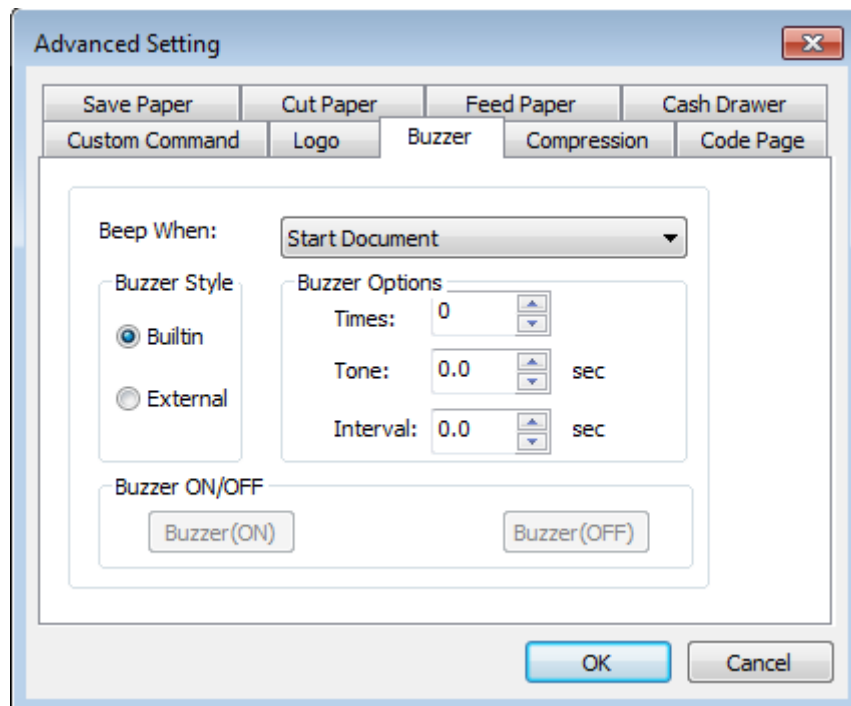 Advanced Setting
Save Paper Cut Paper Feed Paper Cash Drawer
Custom Command Logo Buzzer Compression Code Page
Beep When: Start Document
Buzzer Style Buzzer Options
Times: 0
Builtin
Tone: 0.0 sec
External
Interval: 0.0 sec
Buzzer ON/OFF
Buzzer(ON) Buzzer(OFF)
OK Cancel